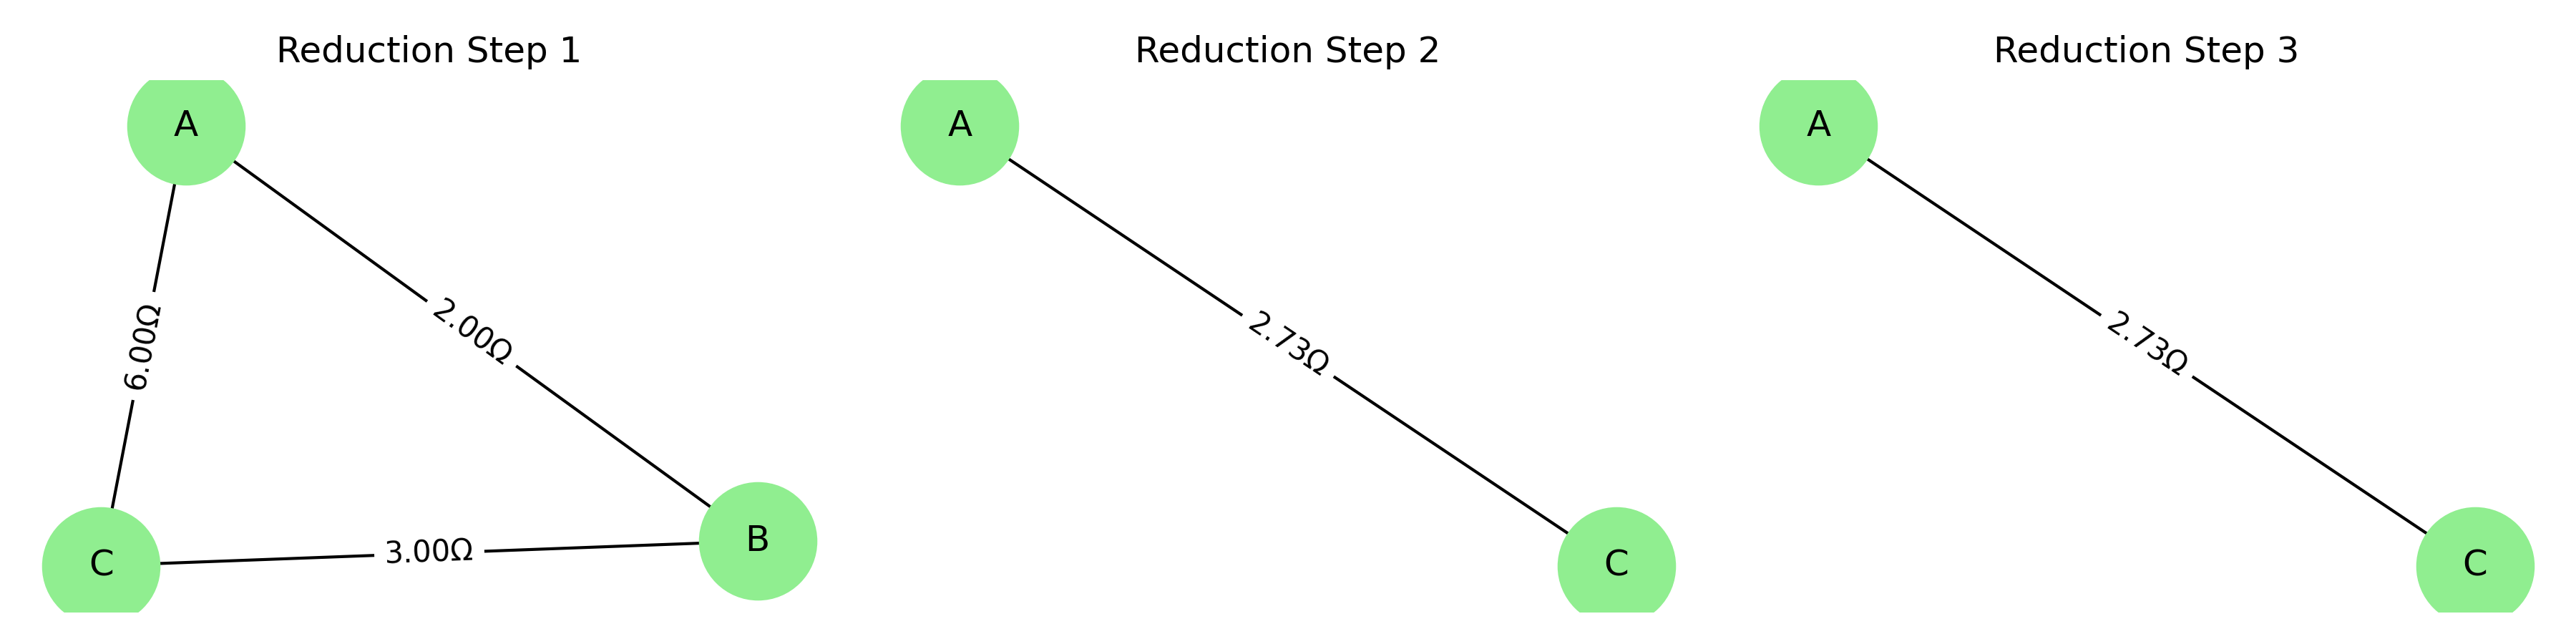 Reduction Step 1
A
6.00Ω
2.00Ω
C
3.00Ω
B
Reduction Step 2
A
2.73Ω
C
Reduction Step 3
A
2.73Ω
C